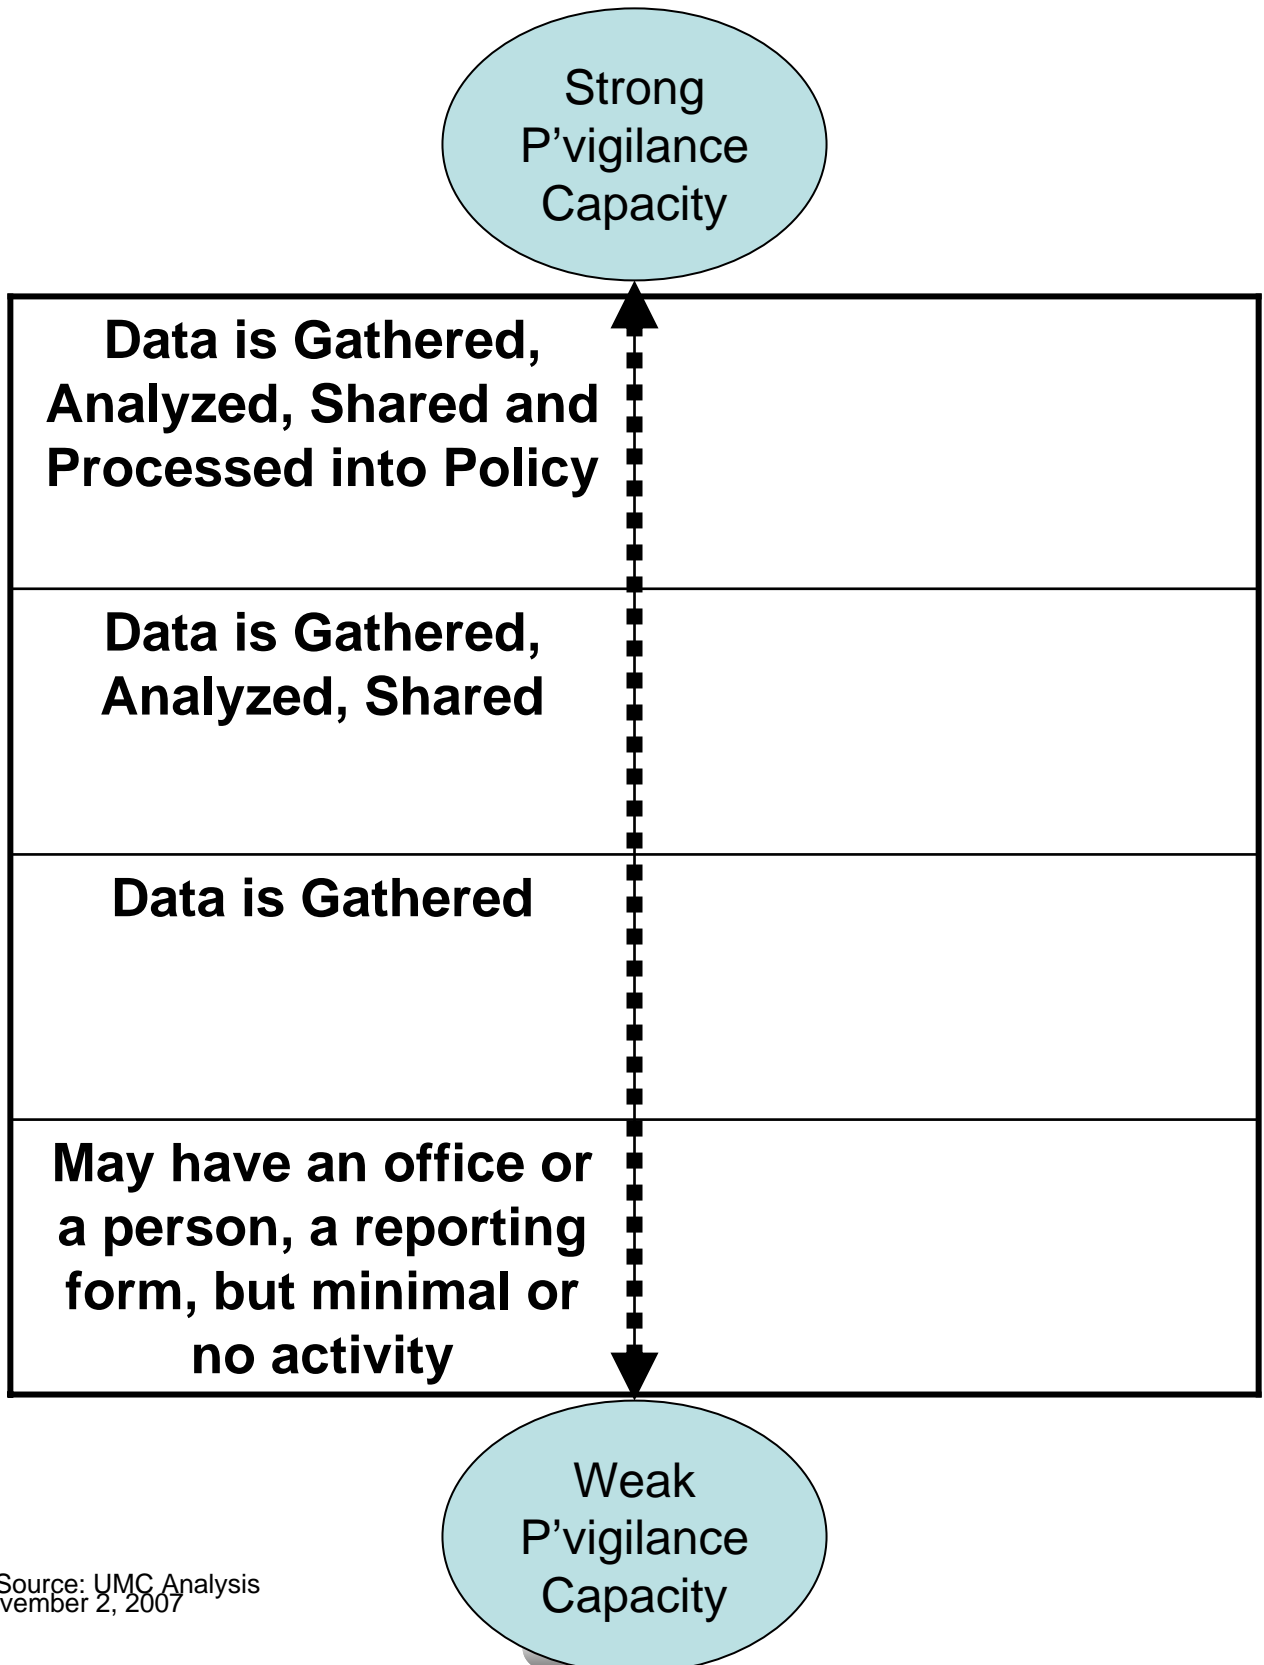 Strong
P'vigilance
Capacity
Data is Gathered,
Analyzed, Shared and
Processed into Policy
Data is Gathered,
Analyzed, Shared
Data is Gathered
May have an office or
a person, a reporting
form, but minimal or
no activity
Weak
P'vigilance
Capacity
Source: UMC Analysis
vember 2, 2007